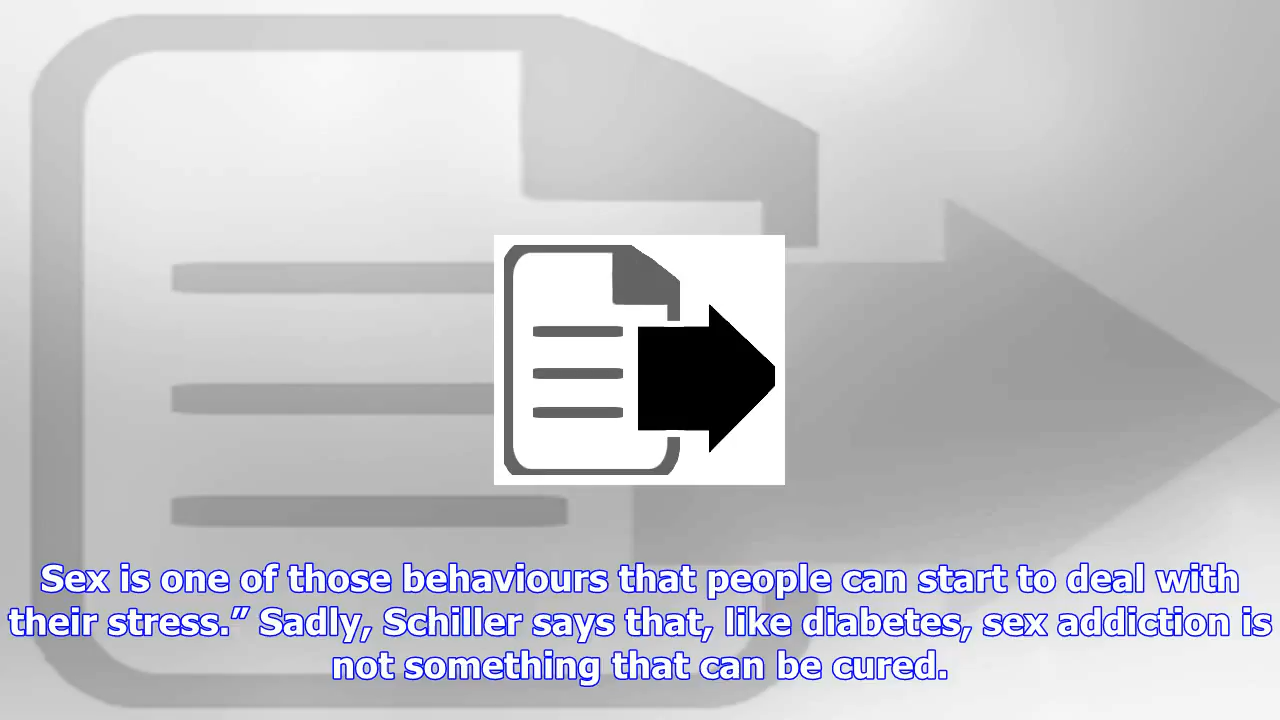 Sex is one of those behaviours that people can start to deal with
their stress.” Sadly, Schiller says that, like diabetes, sex addiction is
not something that can be cured.